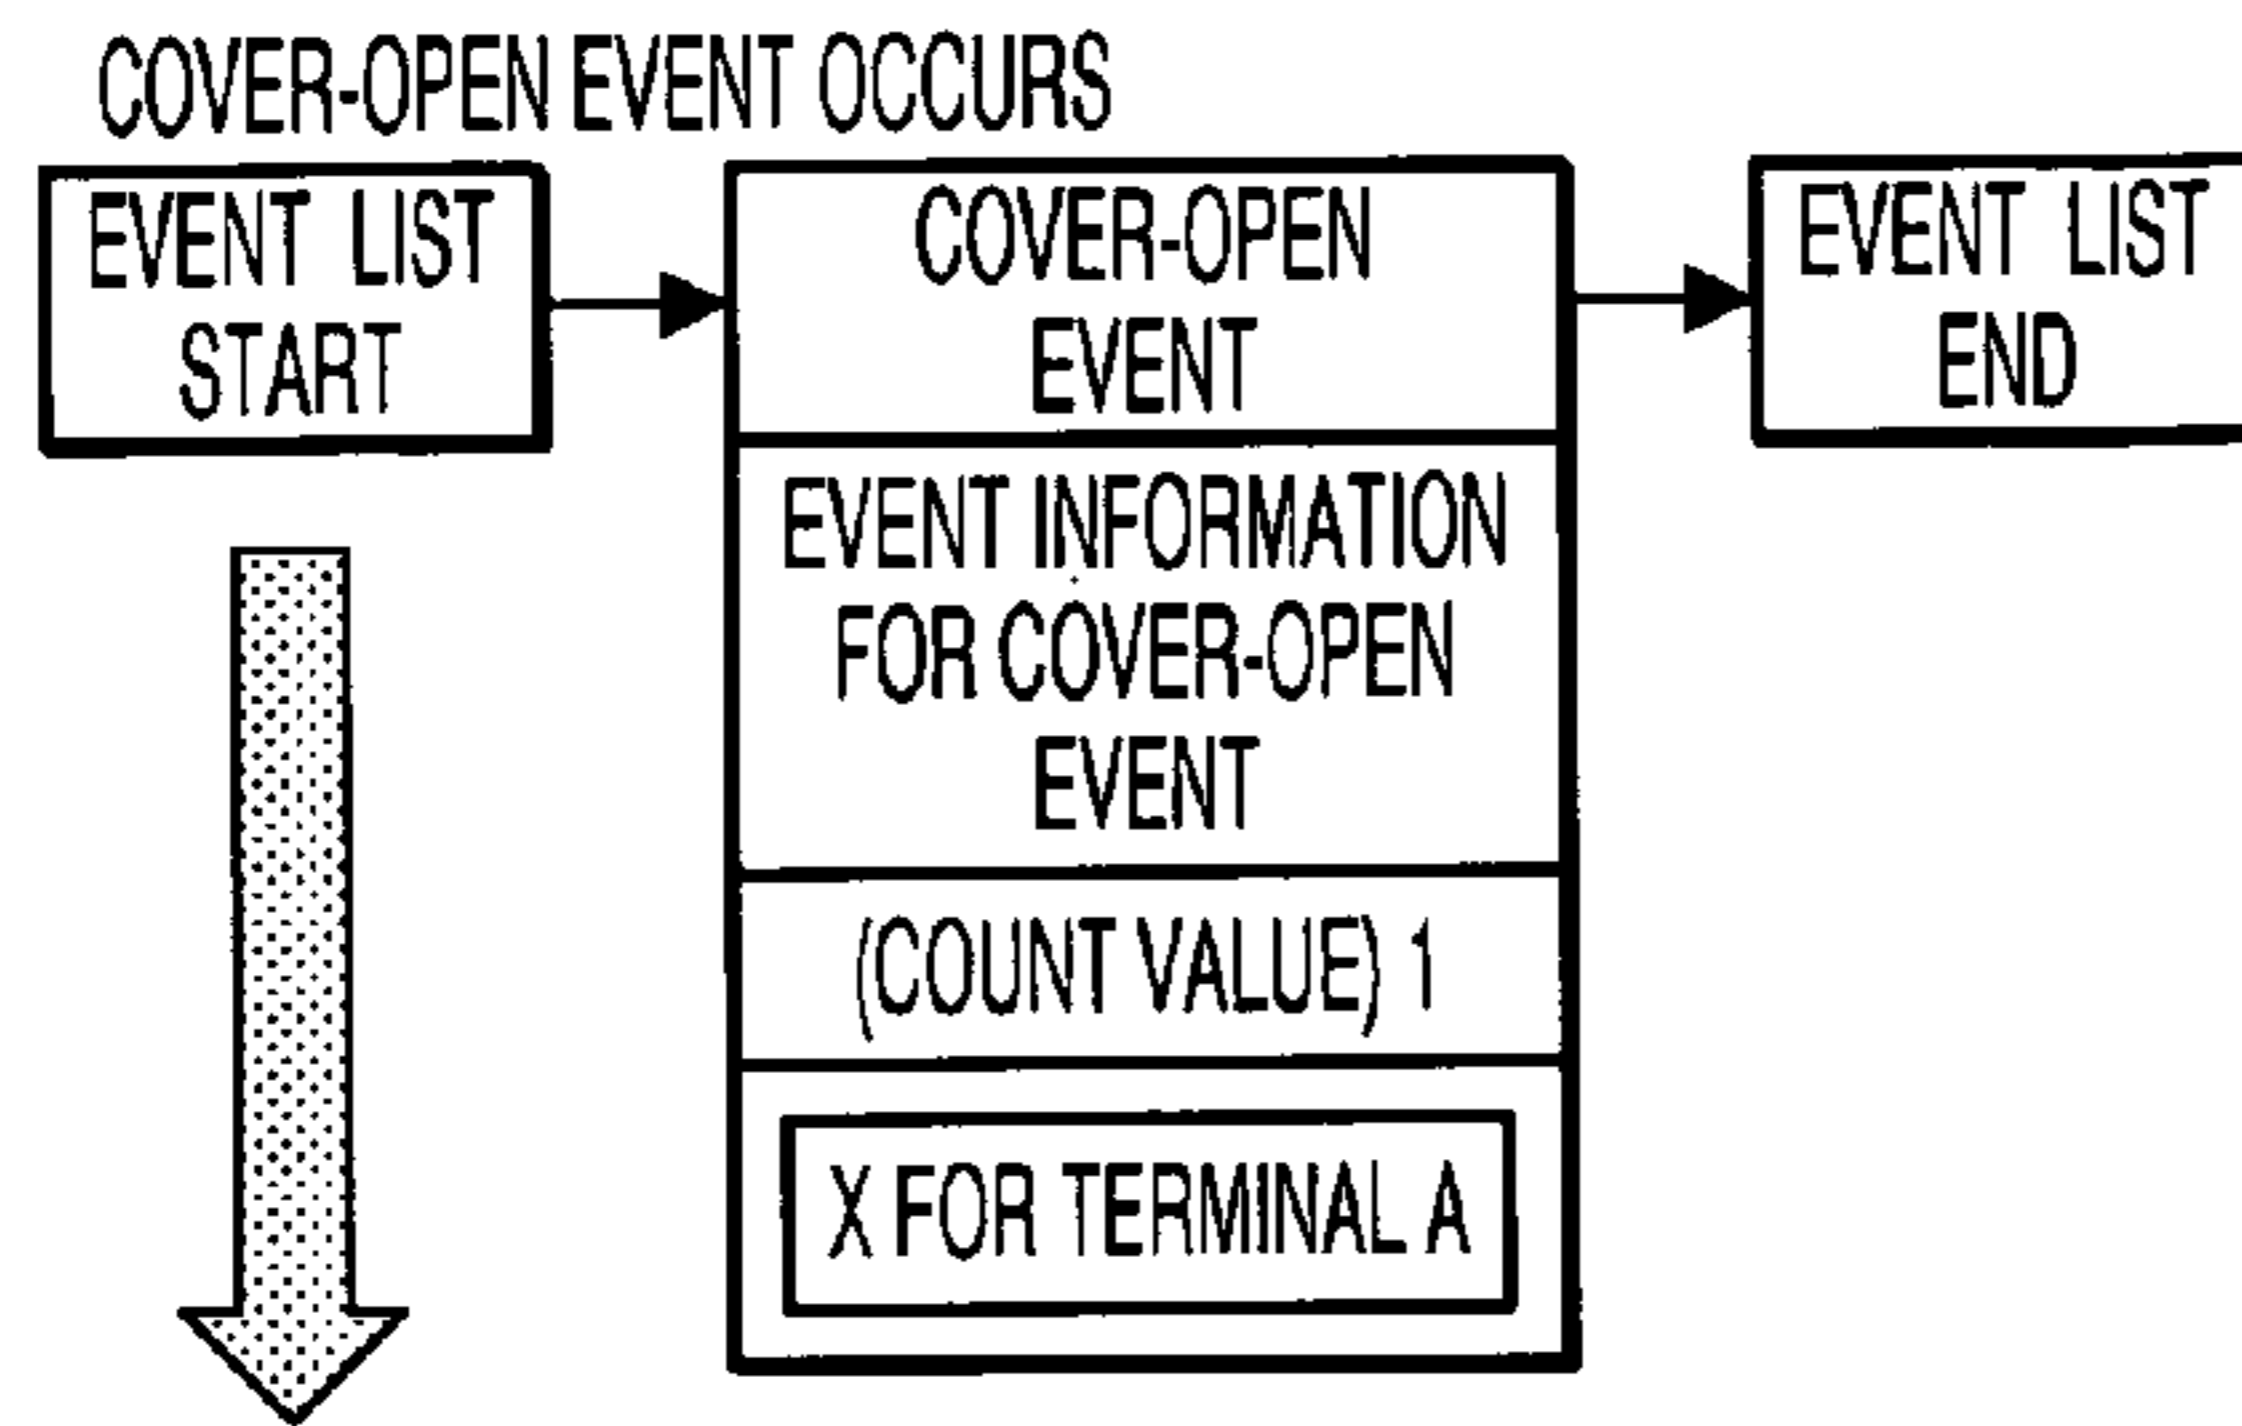 COVER-OPEN EVENT OCCURS
EVENT LIST
START
COVER-OPEN
EVENT
EVENT INFORMATION
FOR COVER-OPEN
EVENT
(COUNT VALUE) 1
X FOR TERMINAL A
EVENT LIST
END